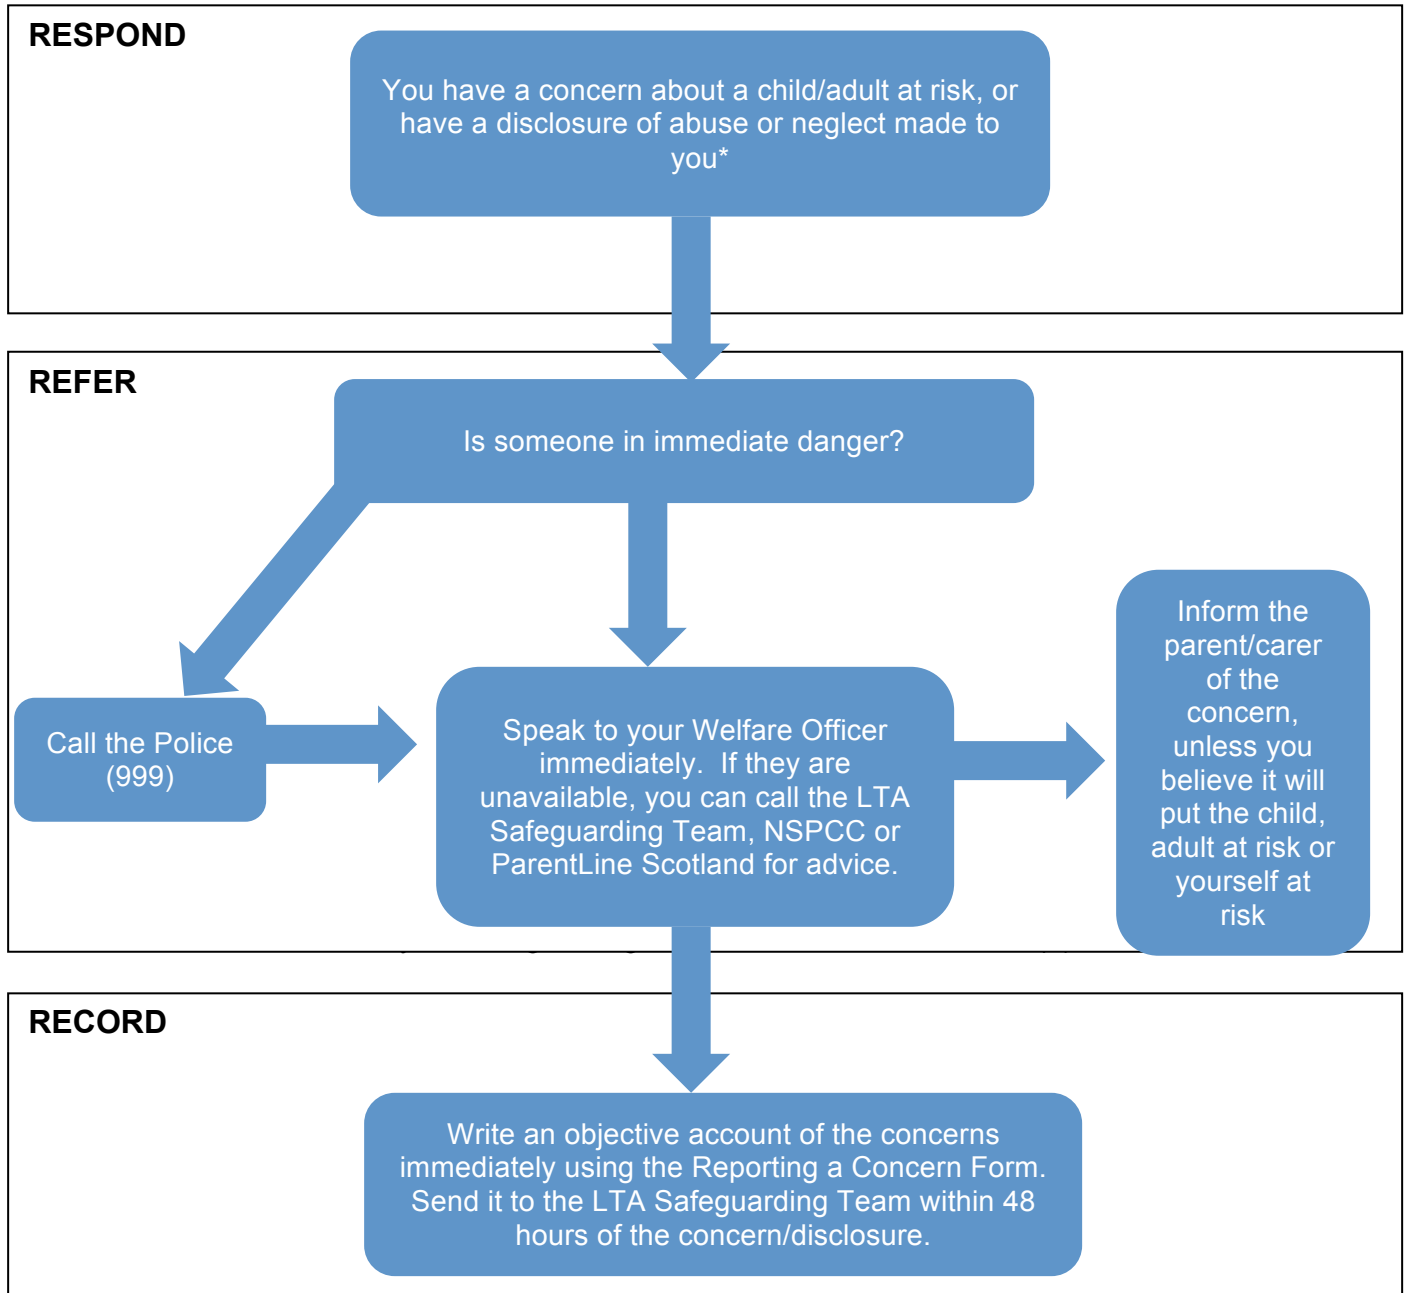 RESPOND
You have a concern about a child/adult at risk, or
have a disclosure of abuse or neglect made to
you*
REFER
Is someone in immediate danger?
Call the Police
(999)
Speak to your Welfare Officer
immediately.  If they are
unavailable, you can call the LTA
Safeguarding Team, NSPCC or
ParentLine Scotland for advice.
Inform the
parent/carer
of the
concern,
unless you
believe it will
put the child,
adult at risk or
yourself at
risk
RECORD
Write an objective account of the concerns
immediately using the Reporting a Concern Form.
Send it to the LTA Safeguarding Team within 48
hours of the concern/disclosure.